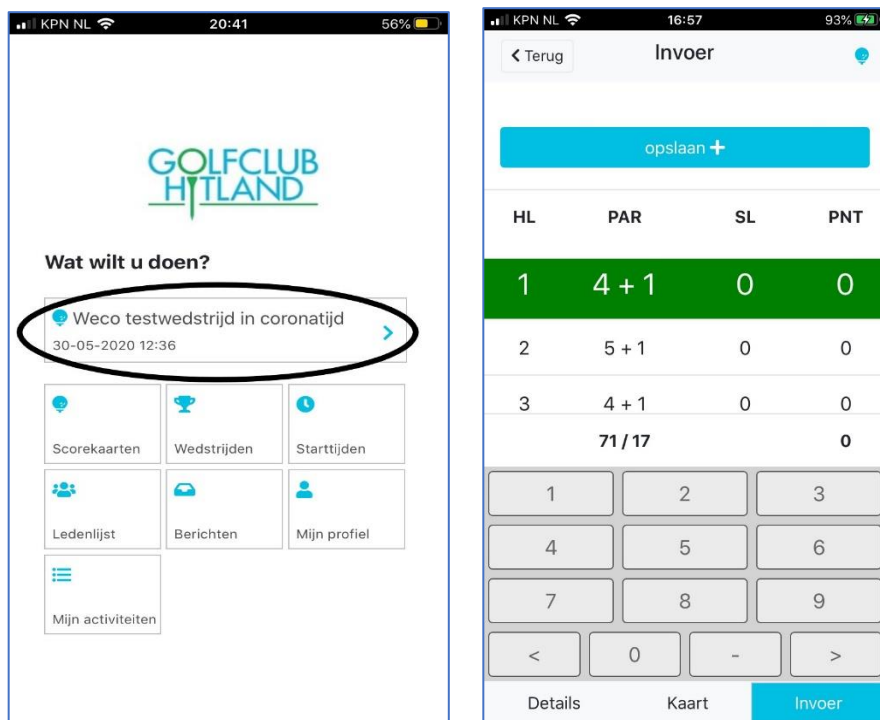 KPN NL 20:41 56%
GOLFCLUB
HITLAND
Wat wilt u doen?
Weco testwedstrijd in coronatijd
30-05-2020 12:36
Scorekaarten Wedstrijden Starttijden
Ledenlijst Berichten Mijn profiel
Mijn activiteiten
KPN NL 16:57 93%
< Terug Invoer
opslaan +
HL PAR SL PNT
1 4 + 1 0 0
2 5 + 1 0 0
3 4 + 1 0 0
71 / 17 0
1 2 3
4 5 6
7 8 9
< 0 - >
Details Kaart Invoer